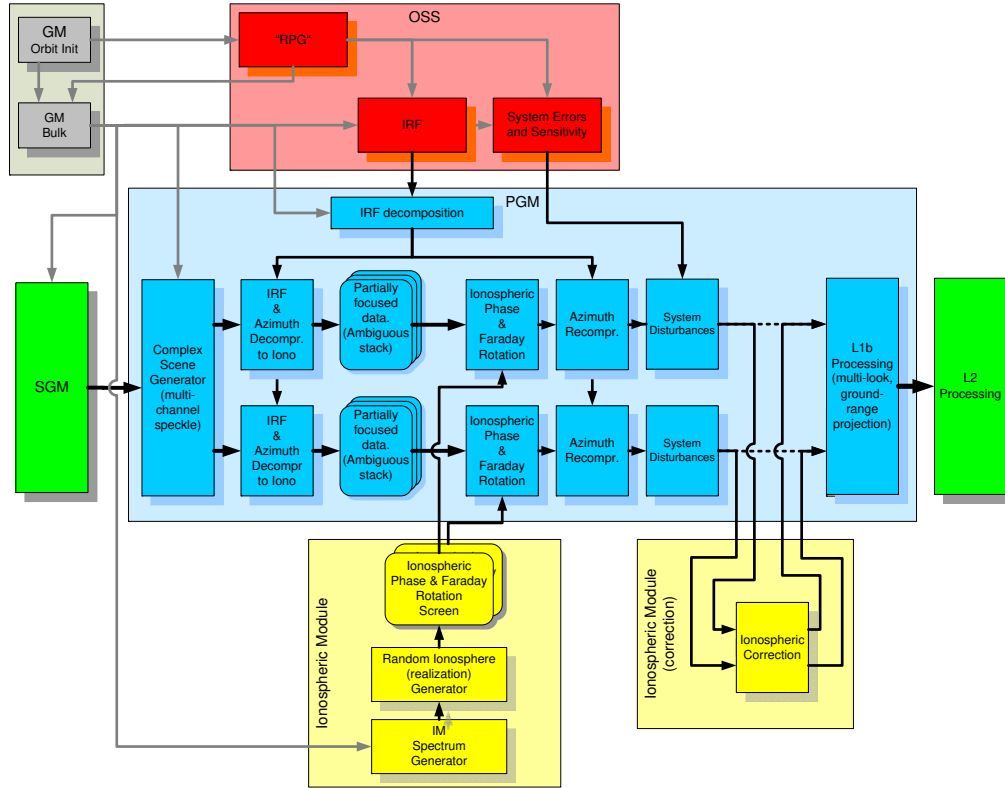 GM
Orbit Init
GM
Bulk
OSS
"RPG"
IRF
System Errors
and Sensitivity
PGM
IRF decomposition
SGM
Complex
Scene
Generator
(multi-
channel
speckle)
IRF
&
Azimuth
Decompr.
to Iono
Partially
focused
data.
(Ambiguous
stack)
Ionospheric
Phase
&
Faraday
Rotation
Azimuth
Recompr.
System
Disturbances
IRF
&
Azimuth
Decompr
to Iono
Partially
focused
data.
(Ambiguous
stack)
Ionospheric
Phase
&
Faraday
Rotation
Azimuth
Recompr.
System
Disturbances
L1b
Processing
(multi-look,
ground-
range
projection)
L2
Processing
Ionospheric Module
Ionospheric
Phase & Faraday
Rotation
Screen
Random Ionosphere
(realization)
Generator
IM
Spectrum
Generator
Ionospheric Module
(correction)
Ionospheric
Correction